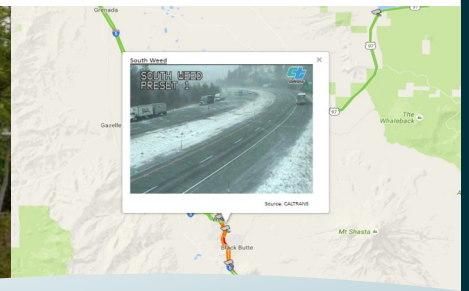 Grenada
97
South Weed
SOUTH WEED
PRESET 1
The
Whaleback
97
Gazelle
Source: CALTRANS
Weed
Mt Shasta
Black Butte
5